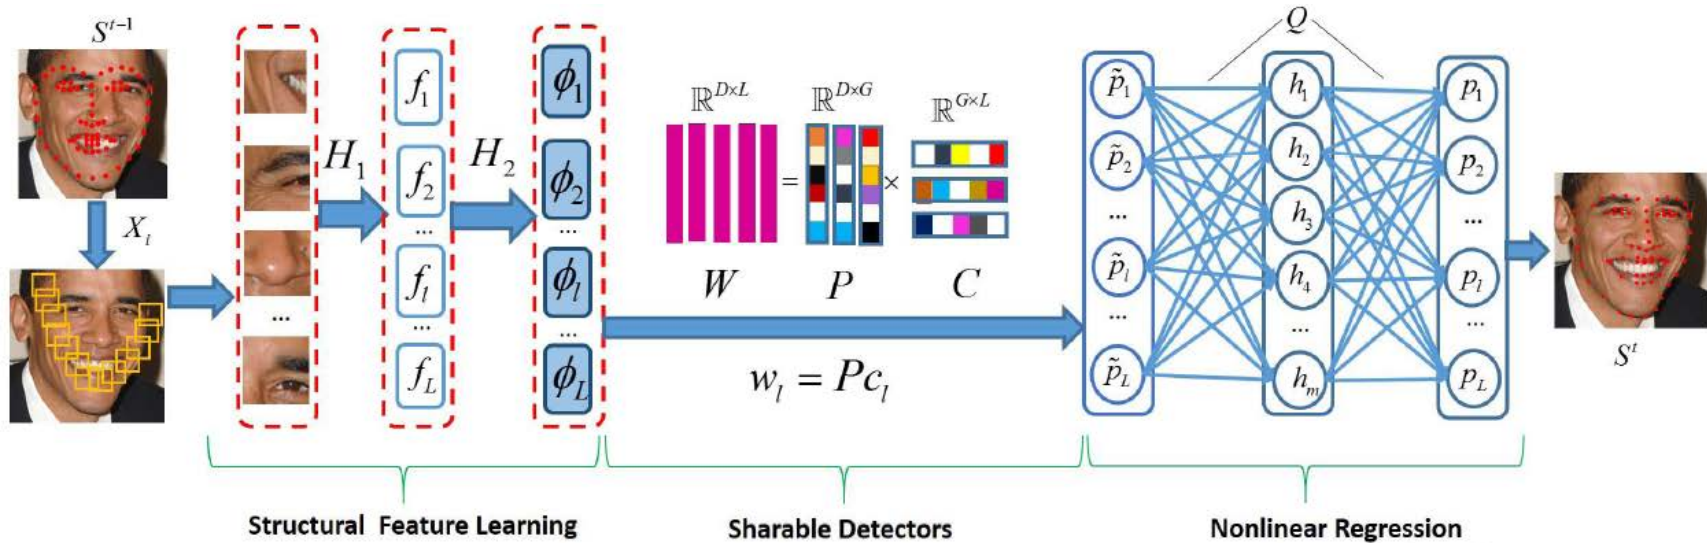 S^{t-1}
X_l
H_1
f_1
f_2
...
f_l
...
f_L
H_2
ϕ_1
ϕ_2
...
ϕ_l
...
ϕ_L
...
ℝ^{D×L}
ℝ^{D×G}
ℝ^{G×L}
= ×
W P C
w_l = Pc_l
Q
p̃_1
p̃_2
...
p̃_l
...
p̃_L
h_1
h_2
h_3
h_4
...
h_m
p_1
p_2
...
p_l
...
p_L
S^t
Structural Feature Learning
Sharable Detectors
Nonlinear Regression